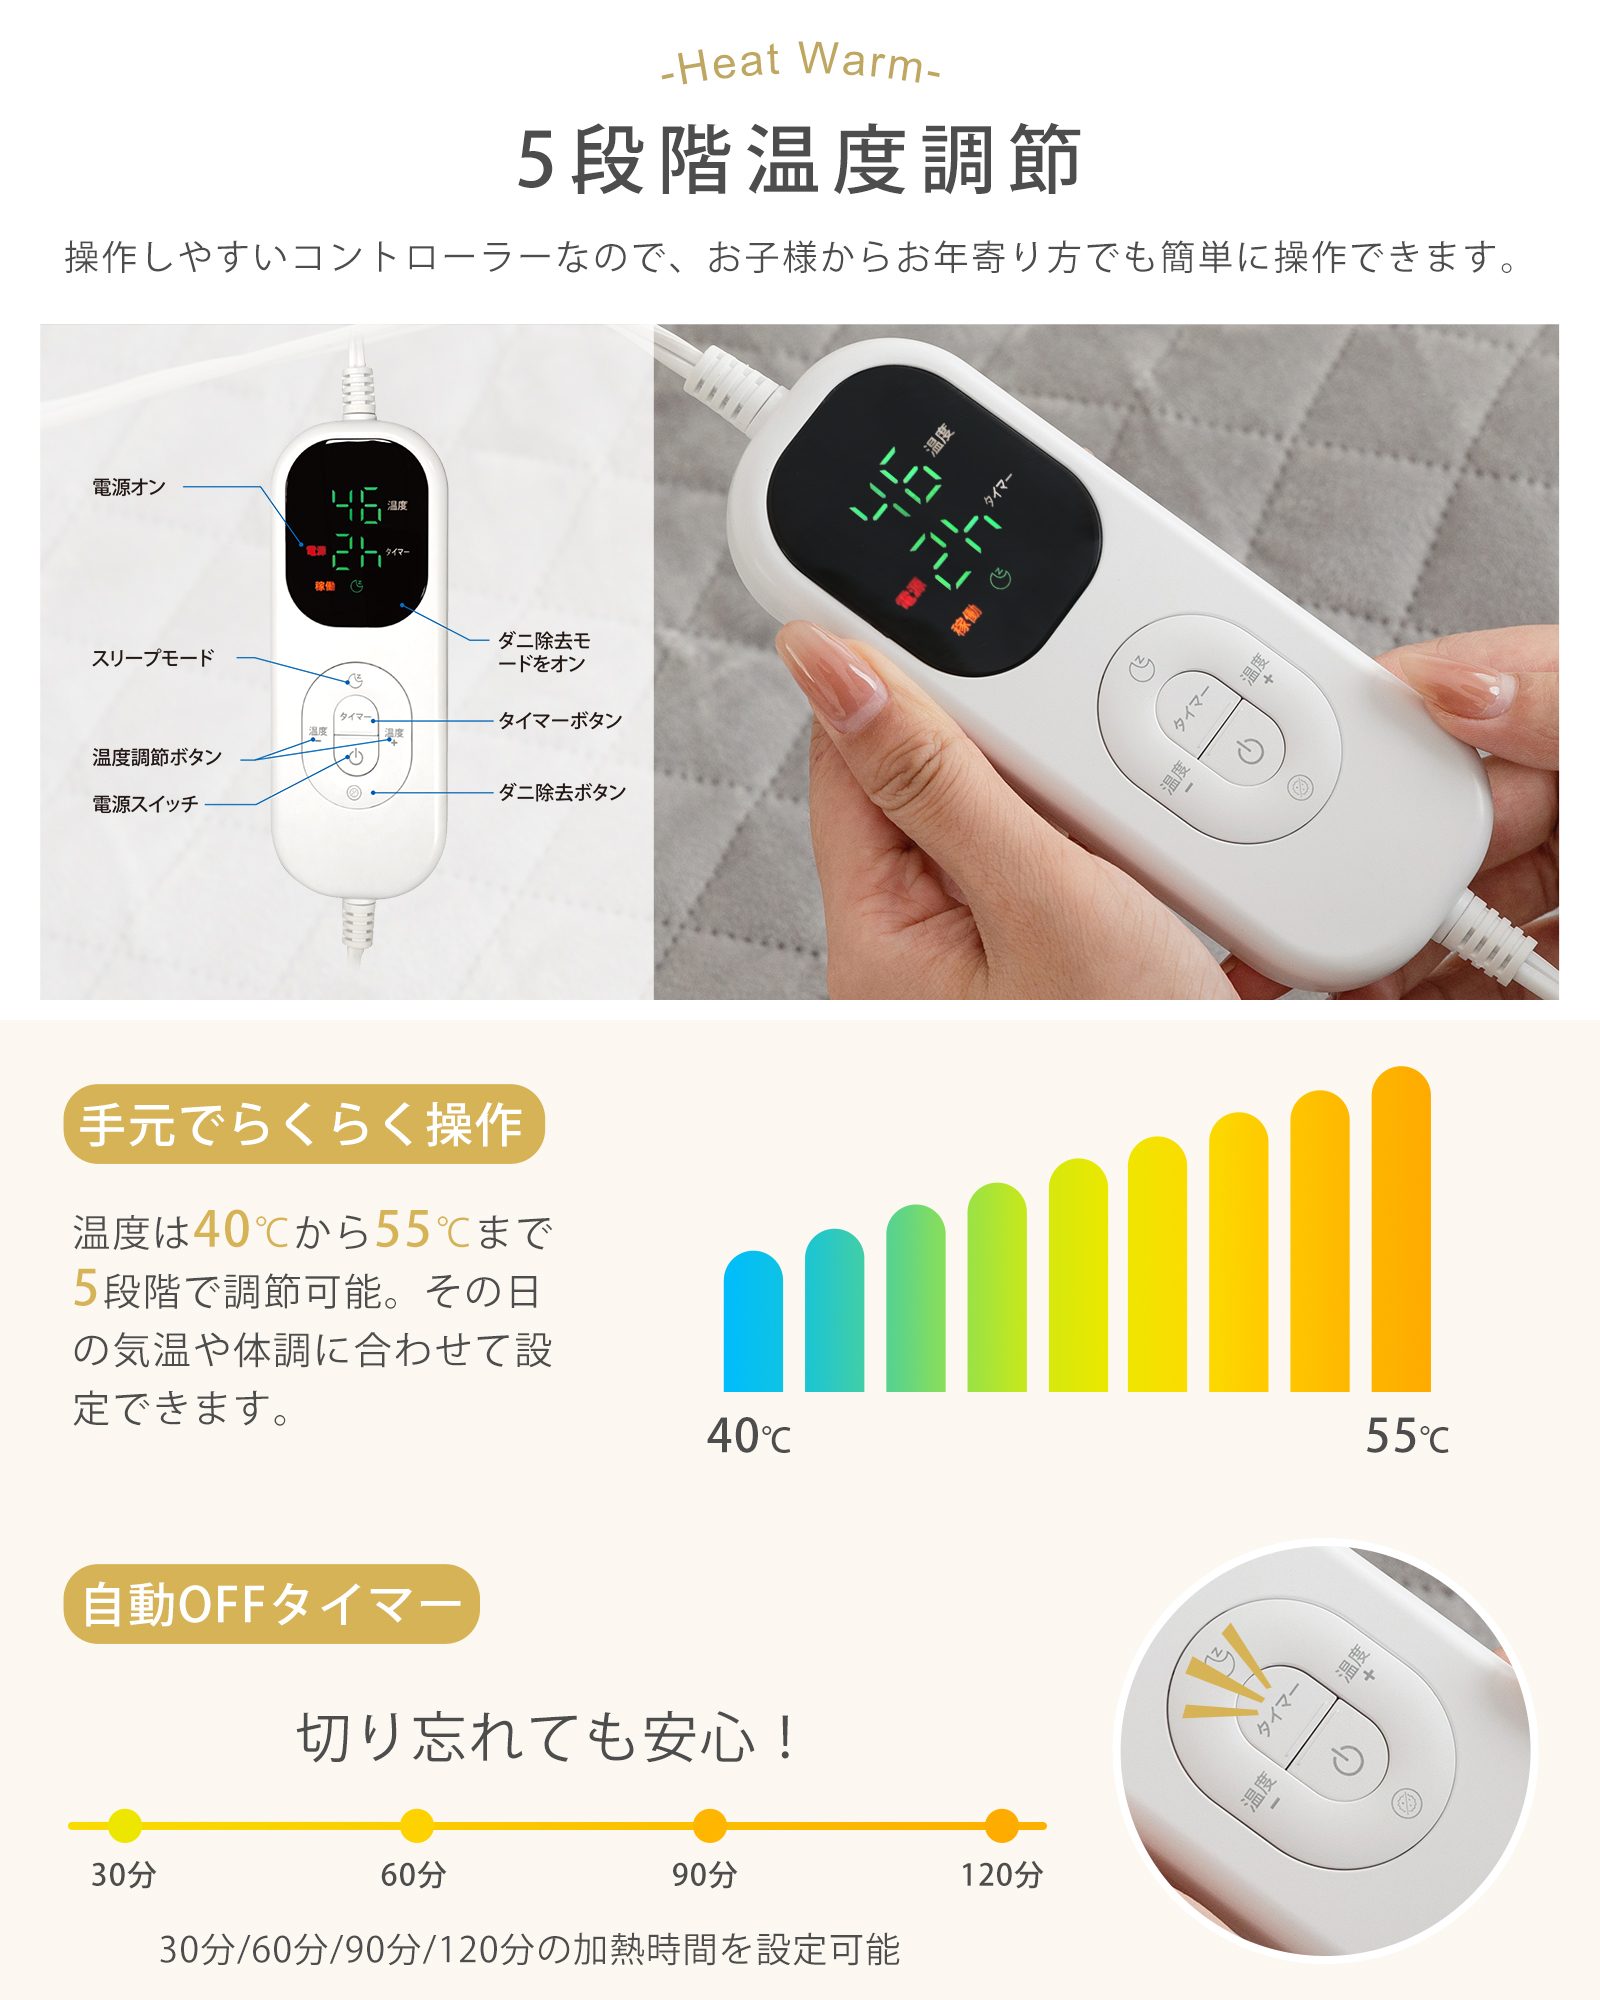 -Heat Warm-
5段階温度調節
操作しやすいコントローラーなので、お子様からお年寄り方でも簡単に操作できます。
電源オン
スリープモード
温度調節ボタン
電源スイッチ
46 温度
電源 2h タイマー
稼働
タイマー
温度
−
温度
+
ダニ除去モ
ードをオン
タイマーボタン
ダニ除去ボタン
46 温度
2h タイマー
電源
稼働
温度
+
タイマー
温度
−
手元でらくらく操作
温度は40℃から55℃まで
5段階で調節可能。その日
の気温や体調に合わせて設
定できます。
40℃
55℃
自動OFFタイマー
切り忘れても安心！
30分
60分
90分
120分
30分/60分/90分/120分の加熱時間を設定可能
温度
+
タイマー
温度
−